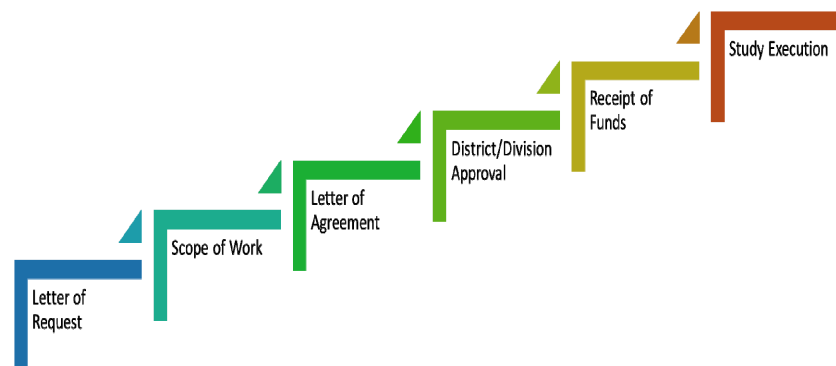 Letter of
Request
Scope of Work
Letter of
Agreement
District/Division
Approval
Receipt of
Funds
Study Execution